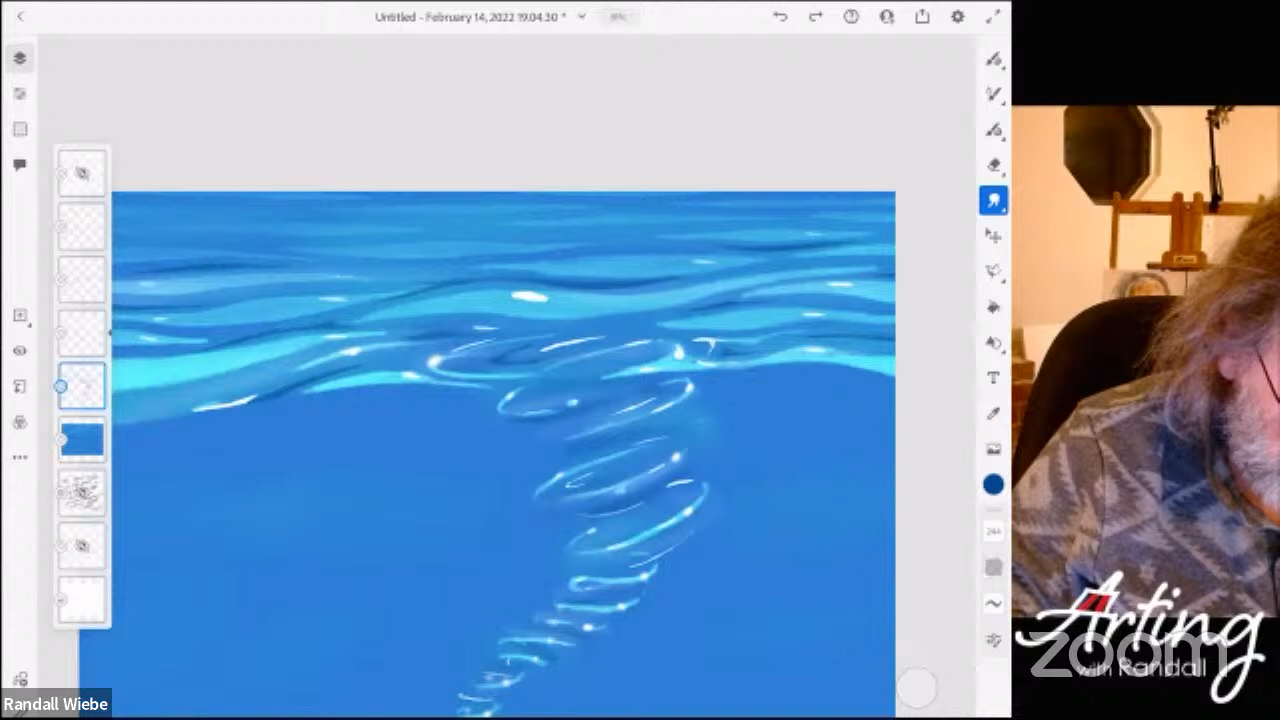 Untitled - February 14, 2022 19.04.30 *
T
Arting
with Randall
zoom
Randall Wiebe